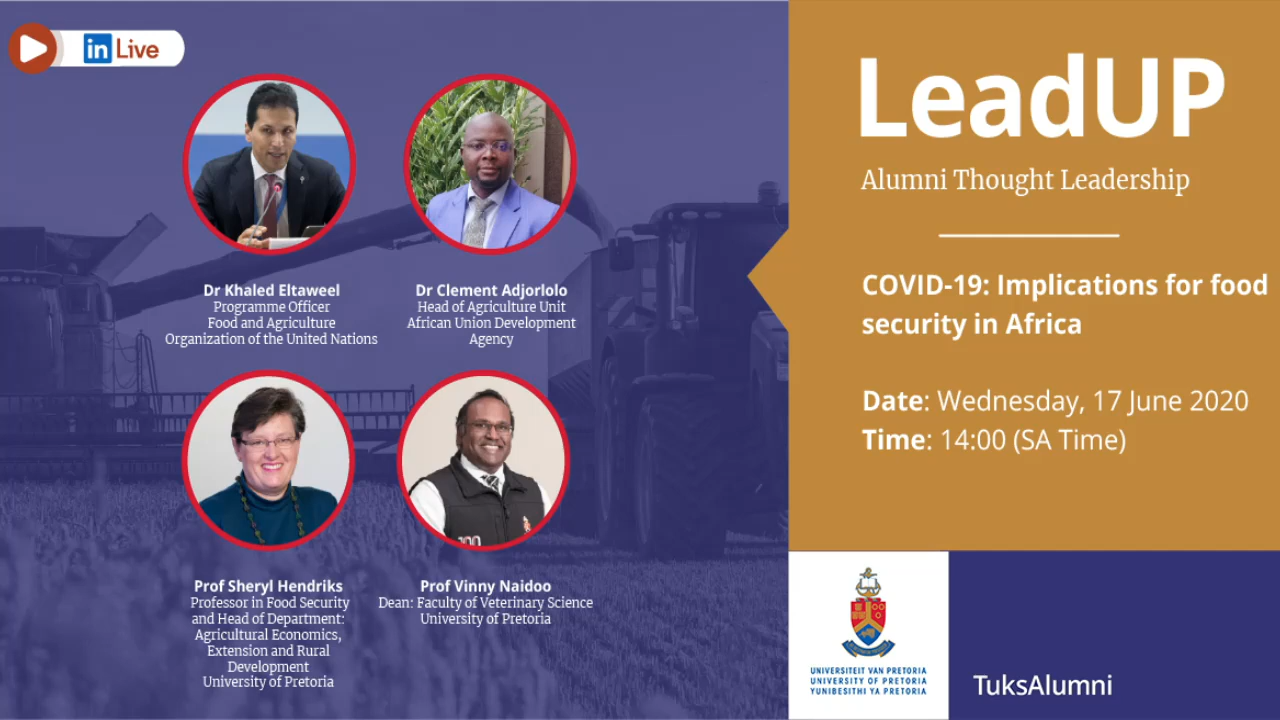 in Live
Dr Khaled Eltaweel
Programme Officer
Food and Agriculture
Organization of the United Nations
Dr Clement Adjorlolo
Head of Agriculture Unit
African Union Development
Agency
Prof Sheryl Hendriks
Professor in Food Security
and Head of Department:
Agricultural Economics,
Extension and Rural
Development
University of Pretoria
Prof Vinny Naidoo
Dean: Faculty of Veterinary Science
University of Pretoria
LeadUP
Alumni Thought Leadership
COVID-19: Implications for food
security in Africa
Date: Wednesday, 17 June 2020
Time: 14:00 (SA Time)
UNIVERSITEIT VAN PRETORIA
UNIVERSITY OF PRETORIA
YUNIBESITHI YA PRETORIA
TuksAlumni